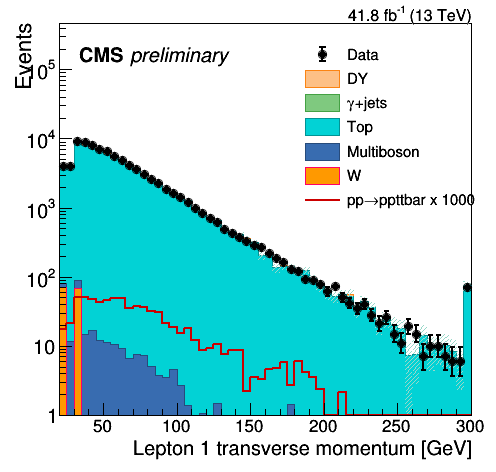 41.8 fb⁻¹ (13 TeV)
Events
CMS preliminary
Data
DY
γ+jets
Top
Multiboson
W
pp→ppttbar x 1000
10⁵
10⁴
10³
10²
10
1
50 100 150 200 250 300
Lepton 1 transverse momentum [GeV]